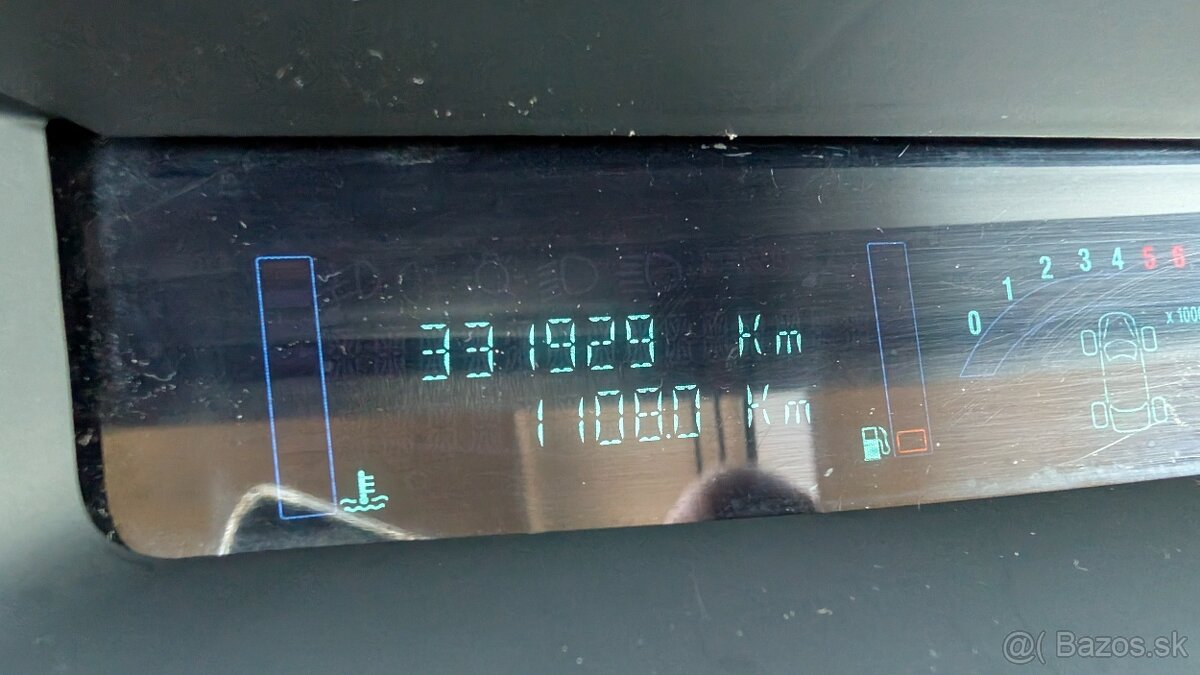 331929 Km
1108.0 Km
0 1 2 3 4 5 6
x 1000
@( Bazos.sk